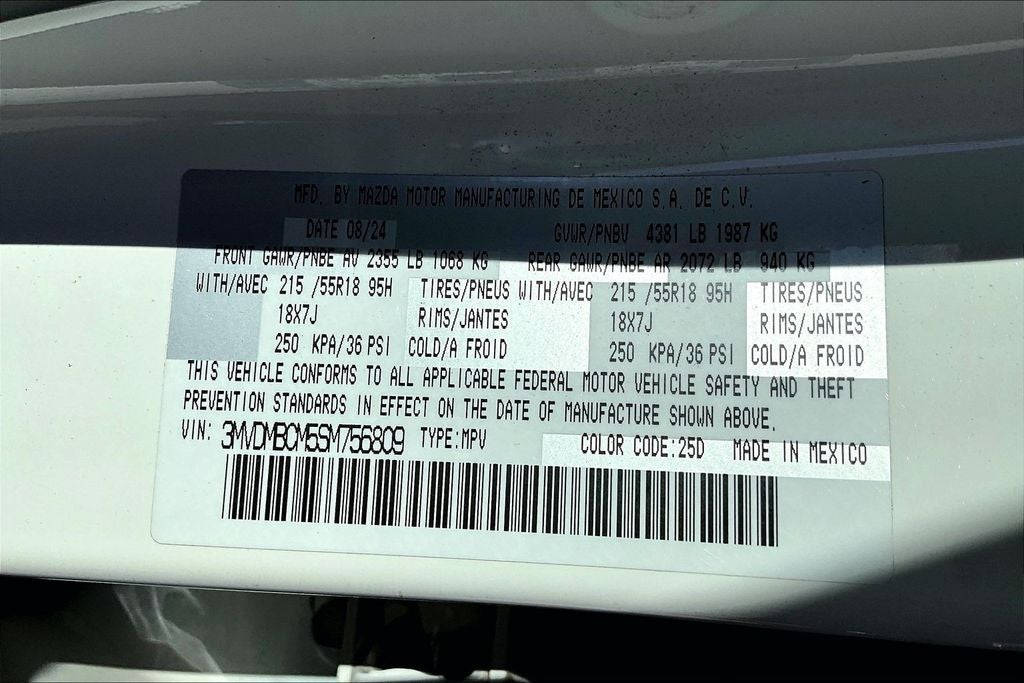 MFD. BY MAZDA MOTOR MANUFACTURING DE MEXICO S.A. DE C.V.
DATE 08/24 GVWR/PNBV 4381 LB 1987 KG
FRONT GAWR/PNBE AV 2355 LB 1068 KG REAR GAWR/PNBE AR 2072 LB 940 KG
WITH/AVEC 215 /55R18 95H TIRES/PNEUS WITH/AVEC 215 /55R18 95H TIRES/PNEUS
18X7J RIMS/JANTES 18X7J RIMS/JANTES
250 KPA/36 PSI COLD/A FROID 250 KPA/36 PSI COLD/A FROID
THIS VEHICLE CONFORMS TO ALL APPLICABLE FEDERAL MOTOR VEHICLE SAFETY AND THEFT
PREVENTION STANDARDS IN EFFECT ON THE DATE OF MANUFACTURE SHOWN ABOVE.
VIN: 3MVDMBCM5SM756809 TYPE:MPV COLOR CODE:25D MADE IN MEXICO